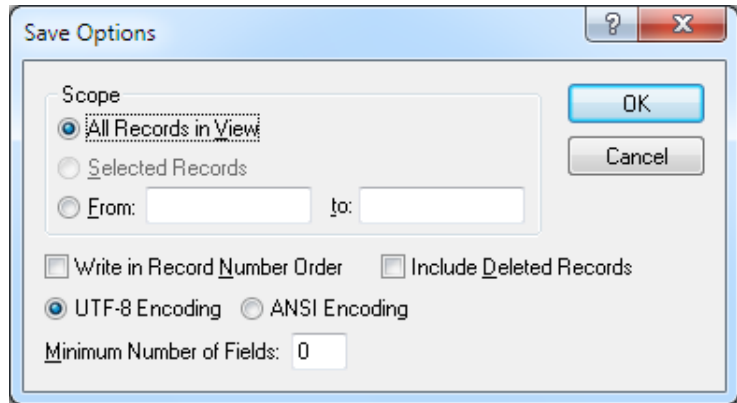 Save Options
Scope
OK
All Records in View
Cancel
Selected Records
From: to:
Write in Record Number Order Include Deleted Records
UTF-8 Encoding ANSI Encoding
Minimum Number of Fields: 0